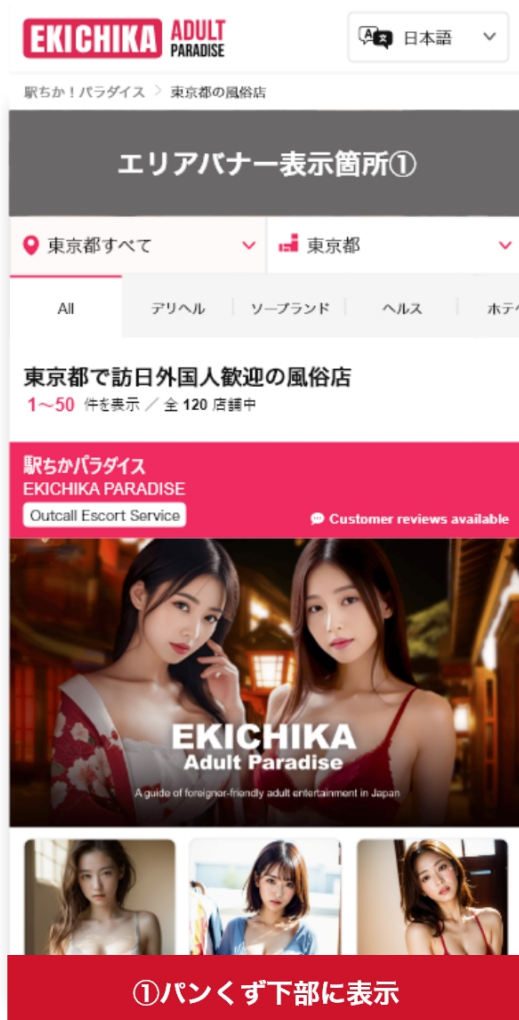 EKICHIKA ADULT PARADISE
日本語
駅ちか！パラダイス > 東京都の風俗店
エリアバナー表示箇所①
東京都すべて
東京都
All デリヘル ソープランド ヘルス ホテ
東京都で訪日外国人歓迎の風俗店
1～50 件を表示 ／ 全 120 店舗中
駅ちかパラダイス
EKICHIKA PARADISE
Outcall Escort Service
Customer reviews available
EKICHIKA
Adult Paradise
A guide of foreigner-friendly adult entertainment in Japan
①パンくず下部に表示